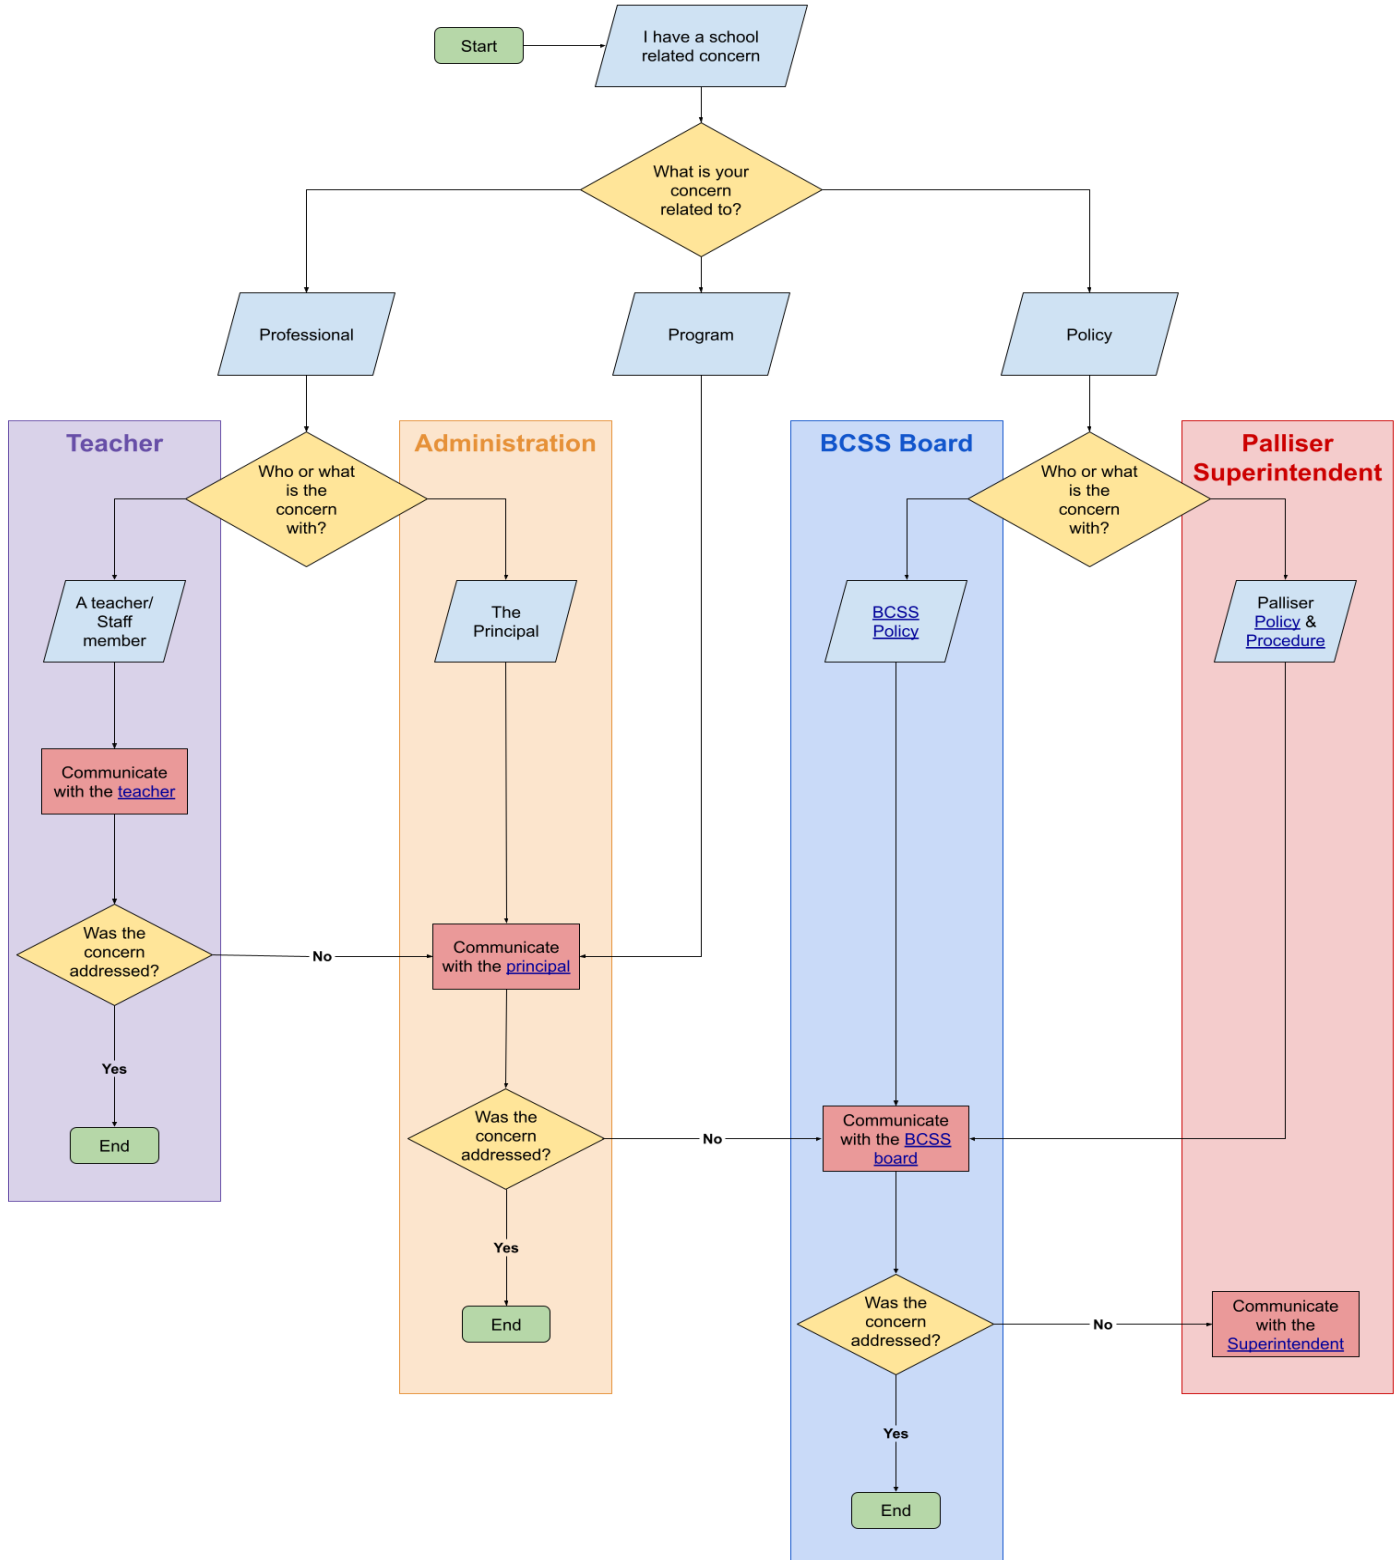 Start
I have a school
related concern
What is your
concern
related to?
Professional
Program
Policy
Teacher
Administration
BCSS Board
Palliser
Superintendent
Who or what
is the
concern
with?
Who or what
is the
concern
with?
A teacher/
Staff
member
The
Principal
BCSS
Policy
Palliser
Policy &
Procedure
Communicate
with the teacher
Was the
concern
addressed?
No
Communicate
with the principal
Yes
End
Was the
concern
addressed?
No
Communicate
with the BCSS
board
Yes
End
Was the
concern
addressed?
No
Communicate
with the
Superintendent
Yes
End